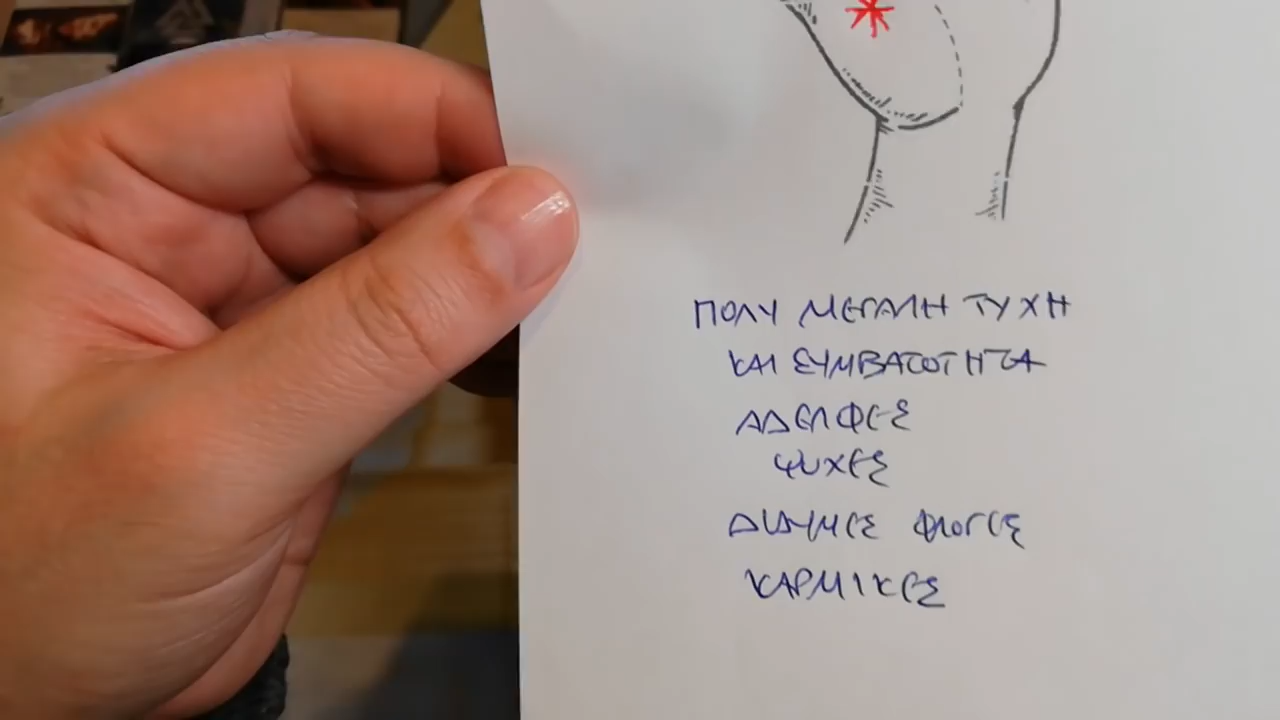 ΠΟΛΥ ΜΕΓΑΛΗ ΤΥΧΗ
ΚΑΙ ΣΥΜΒΑΤΟΤΗΤΑ
ΑΔΕΛΦΕΣ
ΨΥΧΕΣ
ΔΙΔΥΜΕΣ ΦΛΟΓΕΣ
ΚΑΡΜΙΚΕΣ